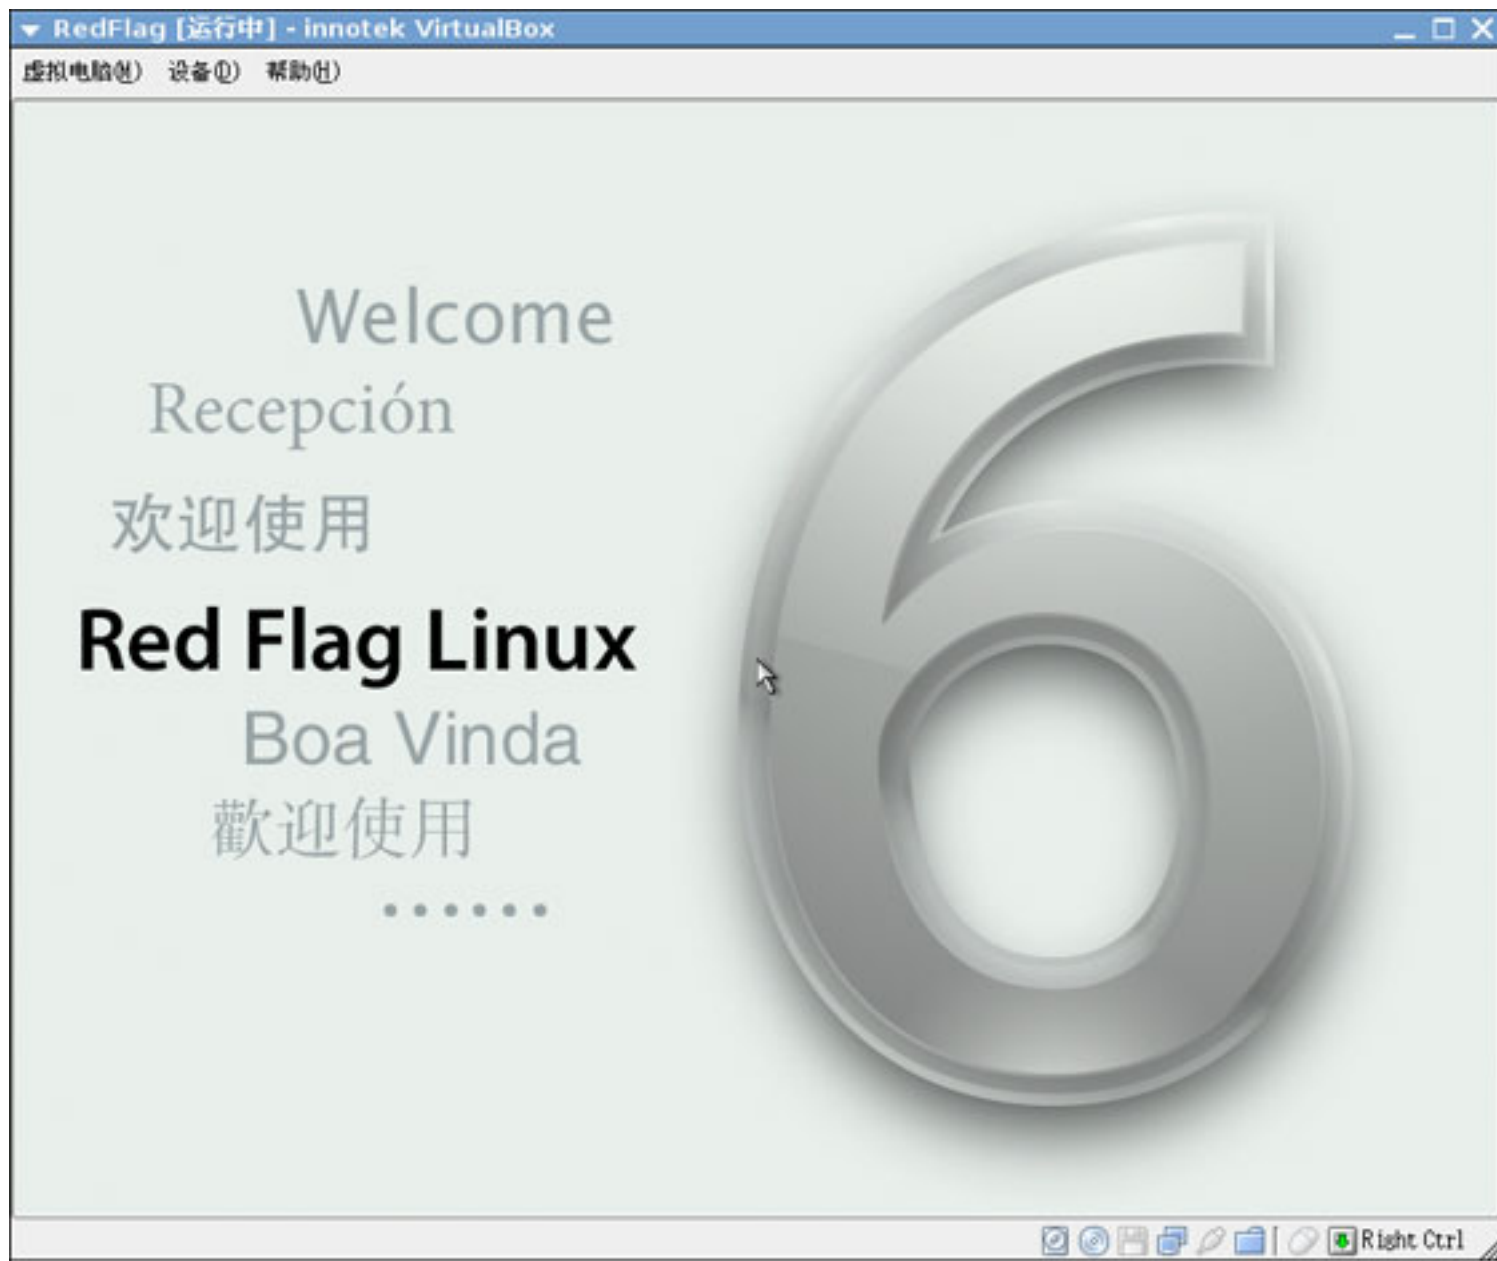 RedFlag [运行中] - innotek VirtualBox
虚拟电脑(M) 设备(D) 帮助(H)
6
Welcome
Recepción
欢迎使用
Red Flag Linux
Boa Vinda
歡迎使用
......
Right Ctrl